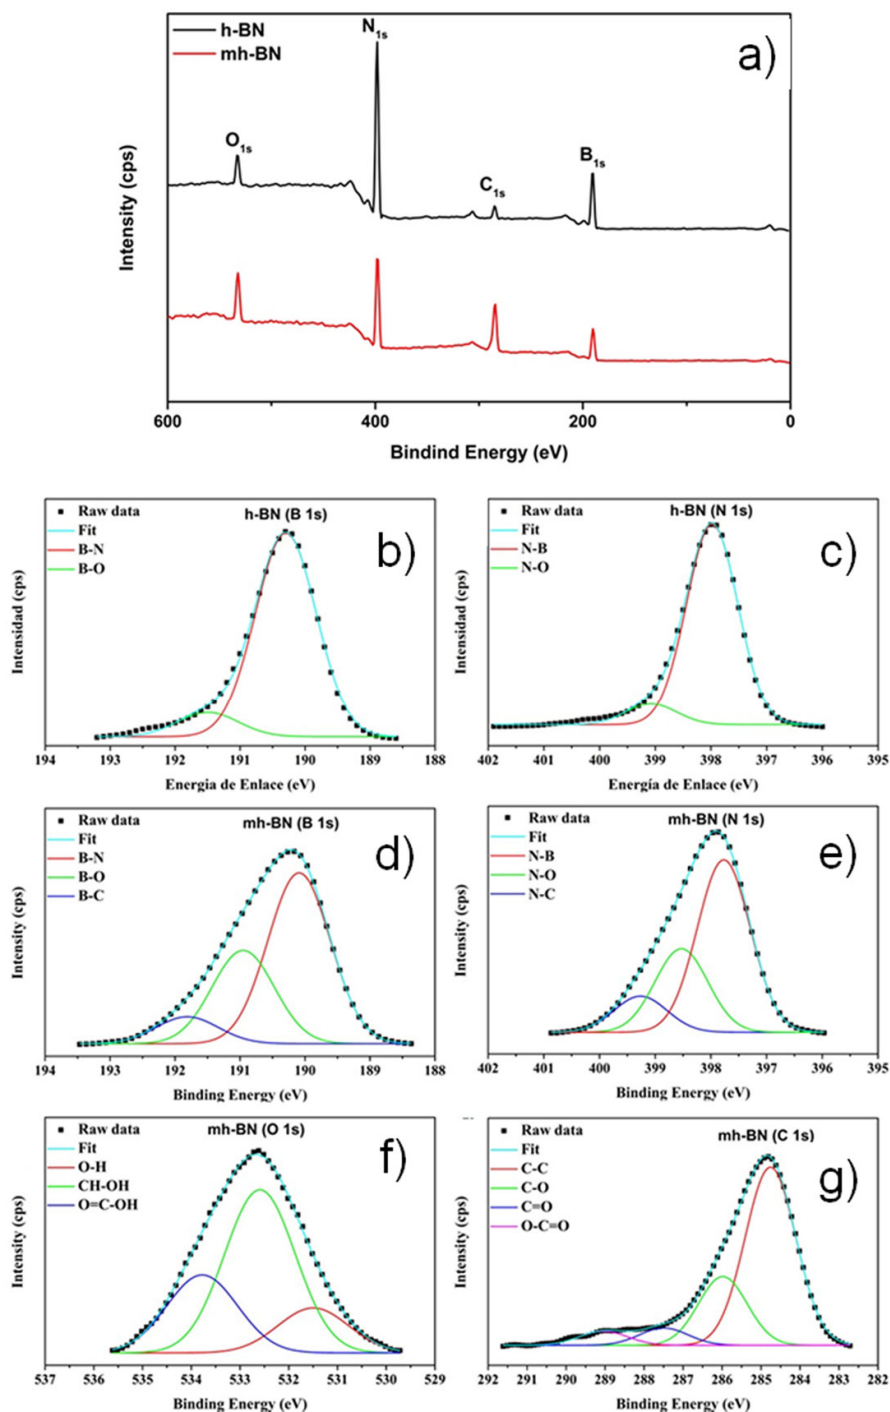 h-BN
mh-BN
N1s
a)
O1s
C1s
B1s
Intensity (cps)
600
400
200
0
Bindind Energy (eV)
Raw data
Fit
B-N
B-O
h-BN (B 1s)
b)
Intensidad (cps)
194
193
192
191
190
189
188
Energia de Enlace (eV)
Raw data
Fit
N-B
N-O
h-BN (N 1s)
c)
Intensidad (cps)
402
401
400
399
398
397
396
395
Energía de Enlace (eV)
Raw data
Fit
B-N
B-O
B-C
mh-BN (B 1s)
d)
Intensity (cps)
194
193
192
191
190
189
188
Binding Energy (eV)
Raw data
Fit
N-B
N-O
N-C
mh-BN (N 1s)
e)
Intensity (cps)
402
401
400
399
398
397
396
395
Binding Energy (eV)
Raw data
Fit
O-H
CH-OH
O=C-OH
mh-BN (O 1s)
f)
Intensity (cps)
537
536
535
534
533
532
531
530
529
Binding Energy (eV)
Raw data
Fit
C-C
C-O
C=O
O-C=O
mh-BN (C 1s)
g)
Intensity (cps)
292
291
290
289
288
287
286
285
284
283
282
Binding Energy (eV)